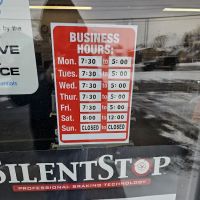 by the
VE
CE
BUSINESS
HOURS:
Mon. 7:30 to 5:00
Tues. 7:30 to 5:00
Wed. 7:30 to 5:00
Thur. 7:30 to 5:00
Fri. 7:30 to 5:00
Sat. 8:00 to 12:00
Sun. CLOSED to CLOSED
SILENTSTOP
PROFESSIONAL BRAKING TECHNOLOGY